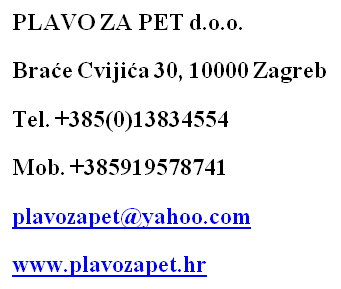 PLAVO ZA PET d.o.o.
Braće Cvijića 30, 10000 Zagreb
Tel. +385(0)13834554
Mob. +385919578741
plavozapet@yahoo.com
www.plavozapet.hr